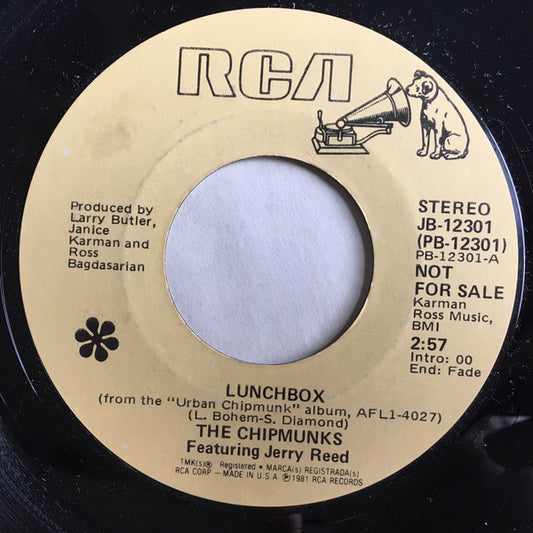 RCA
Produced by
Larry Butler,
Janice
Karman and
Ross
Bagdasarian
STEREO
JB-12301
(PB-12301)
PB-12301-A
NOT
FOR SALE
Karman
Ross Music,
BMI
2:57
Intro: 00
End: Fade
LUNCHBOX
(from the "Urban Chipmunk" album, AFL1-4027)
(L. Bohem-S. Diamond)
THE CHIPMUNKS
Featuring Jerry Reed
TMK(s)® Registered • MARCA(s) REGISTRADA(s)
RCA CORP.—MADE IN U.S.A. ℗1981 RCA RECORDS